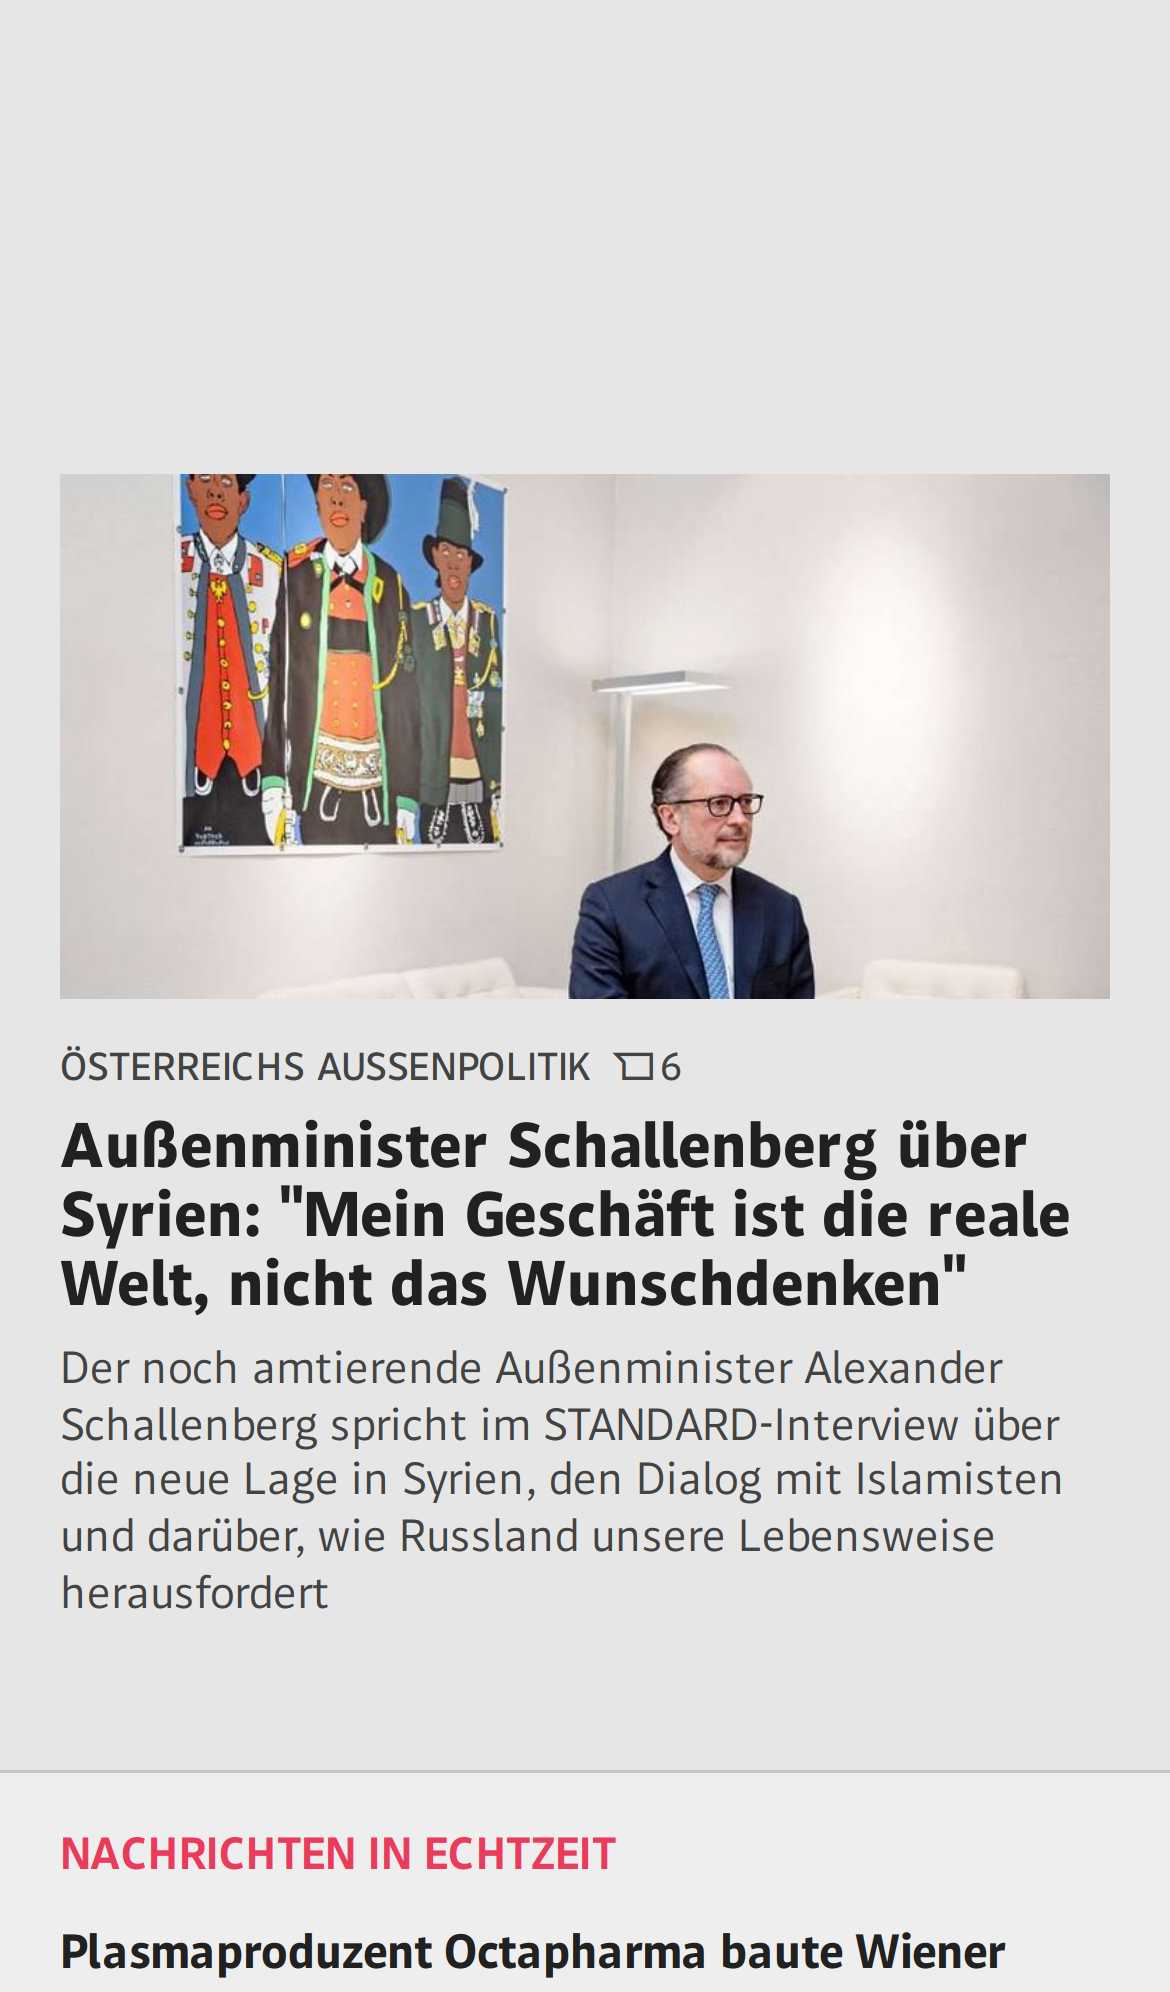 ÖSTERREICHS AUSSENPOLITIK 6
Außenminister Schallenberg über
Syrien: "Mein Geschäft ist die reale
Welt, nicht das Wunschdenken"
Der noch amtierende Außenminister Alexander
Schallenberg spricht im STANDARD-Interview über
die neue Lage in Syrien, den Dialog mit Islamisten
und darüber, wie Russland unsere Lebensweise
herausfordert
NACHRICHTEN IN ECHTZEIT
Plasmaproduzent Octapharma baute Wiener